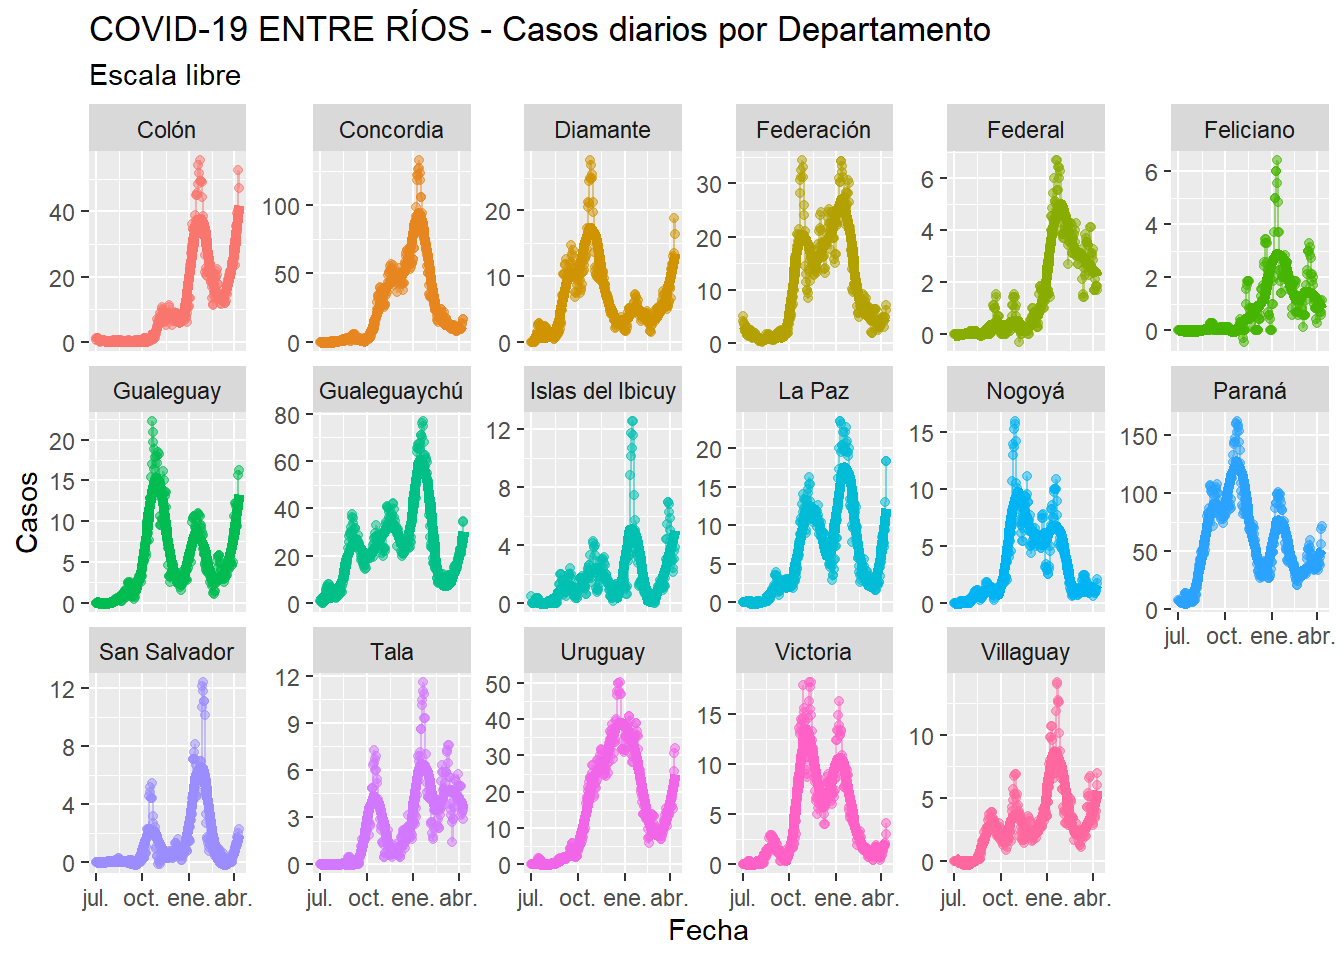 COVID-19 ENTRE RÍOS - Casos diarios por Departamento
Escala libre
Colón
Concordia
Diamante
Federación
Federal
Feliciano
40
20
0
100
50
0
20
10
0
30
20
10
0
6
4
2
0
6
4
2
0
Gualeguay
Gualeguaychú
Islas del Ibicuy
La Paz
Nogoyá
Paraná
20
15
10
5
0
80
60
40
20
0
12
8
4
0
20
15
10
5
0
15
10
5
0
150
100
50
0
jul. oct. ene. abr.
Casos
San Salvador
Tala
Uruguay
Victoria
Villaguay
12
8
4
0
12
9
6
3
0
50
40
30
20
10
0
15
10
5
0
10
5
0
jul. oct. ene. abr.
jul. oct. ene. abr.
jul. oct. ene. abr.
jul. oct. ene. abr.
jul. oct. ene. abr.
Fecha